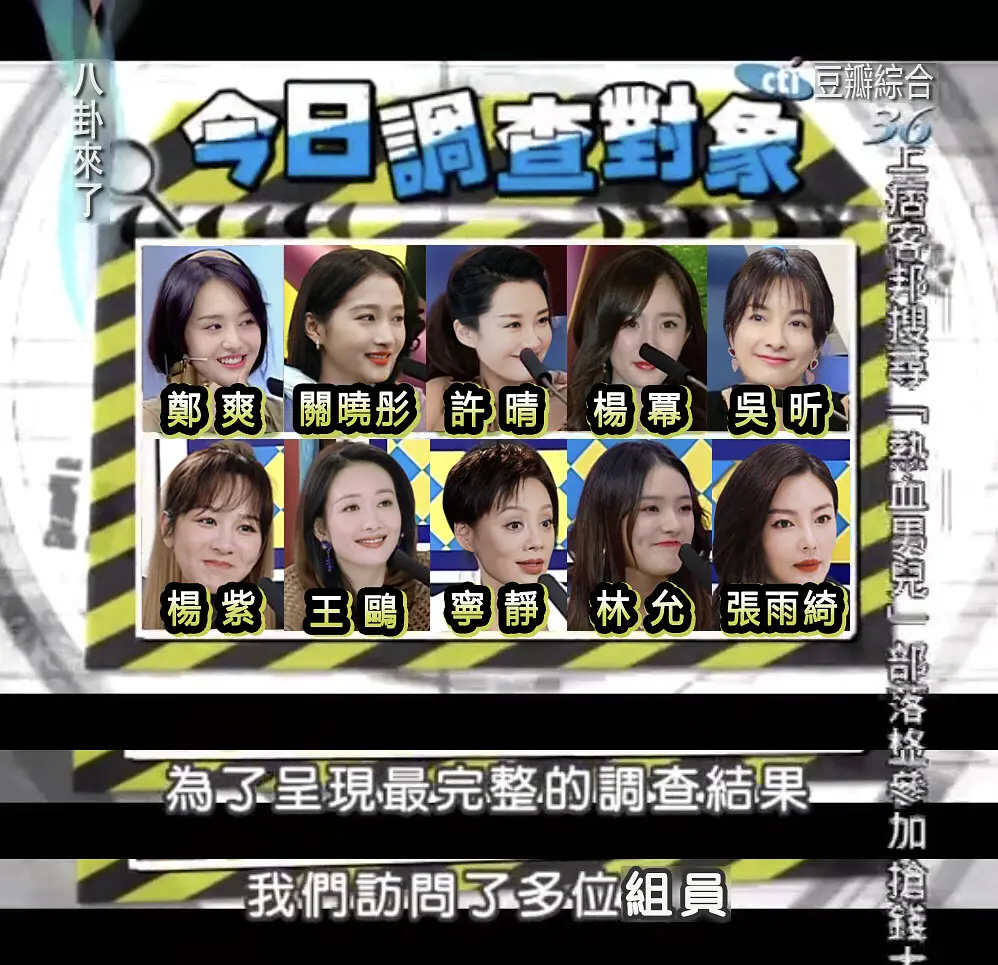 八卦來了
今日調查對象
cti 豆瓣綜合
36
上痞客邦搜尋「熱血男兒」部落格參加搶錢大
鄭爽 關曉彤 許晴 楊冪 吳昕
楊紫 王鷗 寧靜 林允 張雨綺
為了呈現最完整的調查結果
我們訪問了多位組員